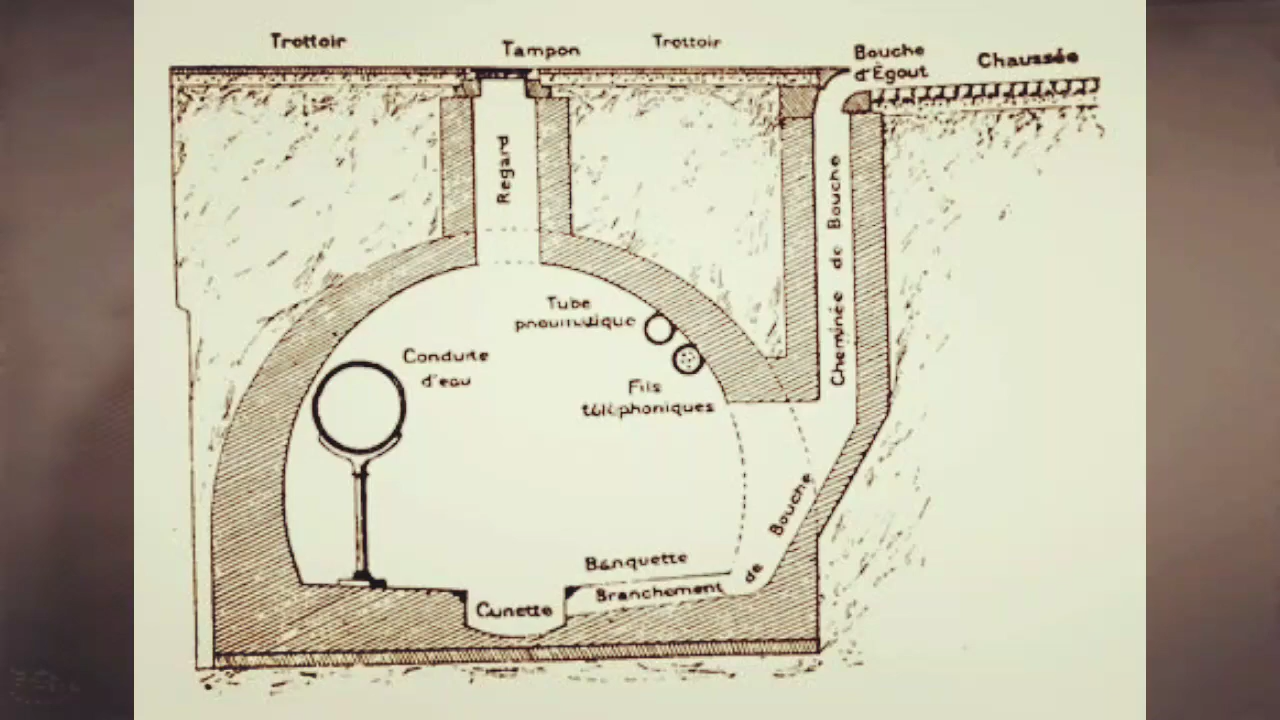 Trottoir
Tampon
Trottoir
Bouche
d'Égout
Chaussée
Regard
Cheminée de Bouche
Tube
pneumatique
Conduite
d'eau
Fils
téléphoniques
Banquette
Branchement de Bouche
Cunette